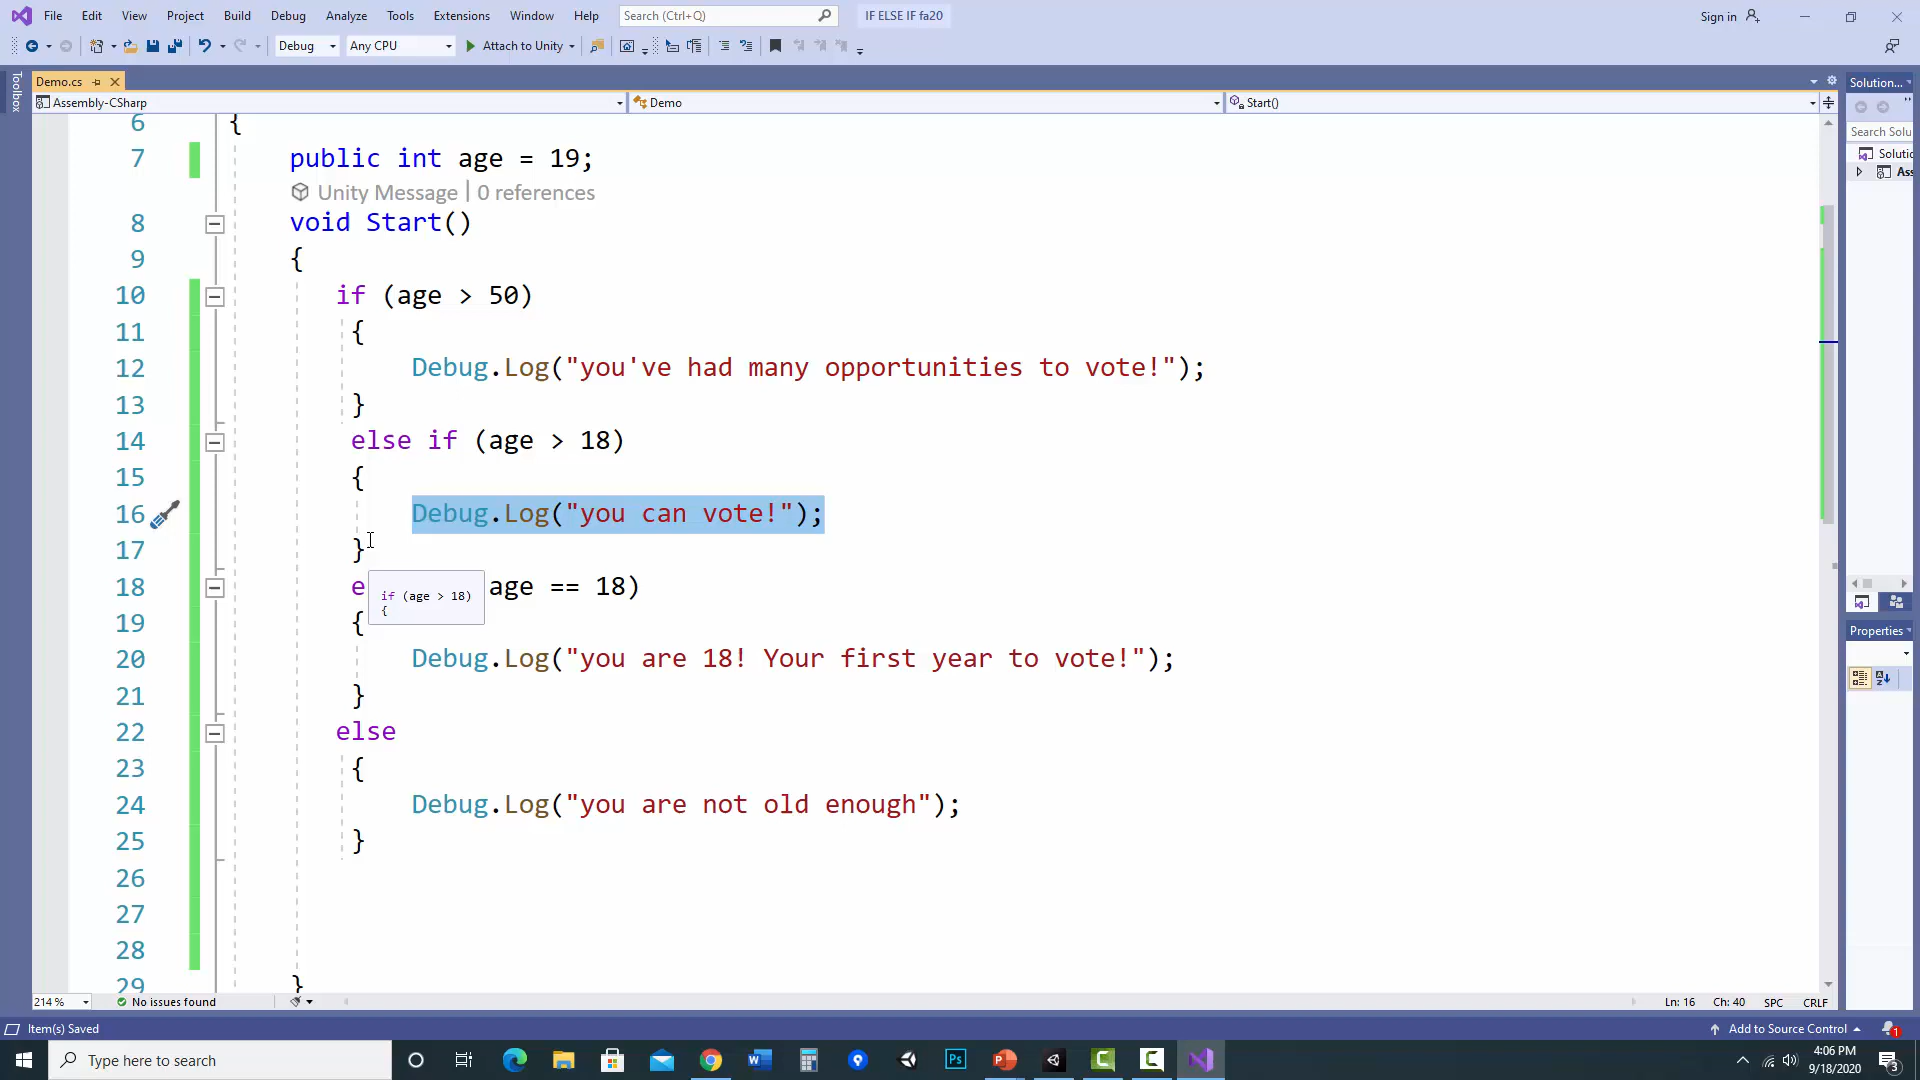 File Edit View Project Build Debug Analyze Tools Extensions Window Help Search (Ctrl+Q) IF ELSE IF fa20 Sign in
Debug Any CPU Attach to Unity
Toolbox
Demo.cs
Solution...
Assembly-CSharp Demo Start()
Search Solu
Soluti
Ass
6 {
7 public int age = 19;
Unity Message | 0 references
8 void Start()
9 {
10 if (age > 50)
11 {
12 Debug.Log("you've had many opportunities to vote!");
13 }
14 else if (age > 18)
15 {
16 Debug.Log("you can vote!");
17 }
18 e age == 18)
if (age > 18)
{
19 {
20 Debug.Log("you are 18! Your first year to vote!");
21 }
22 else
23 {
24 Debug.Log("you are not old enough");
25 }
26
27
28
29 }
Properties
214 % No issues found Ln: 16 Ch: 40 SPC CRLF
Item(s) Saved Add to Source Control 1
Type here to search
4:06 PM
9/18/2020
3